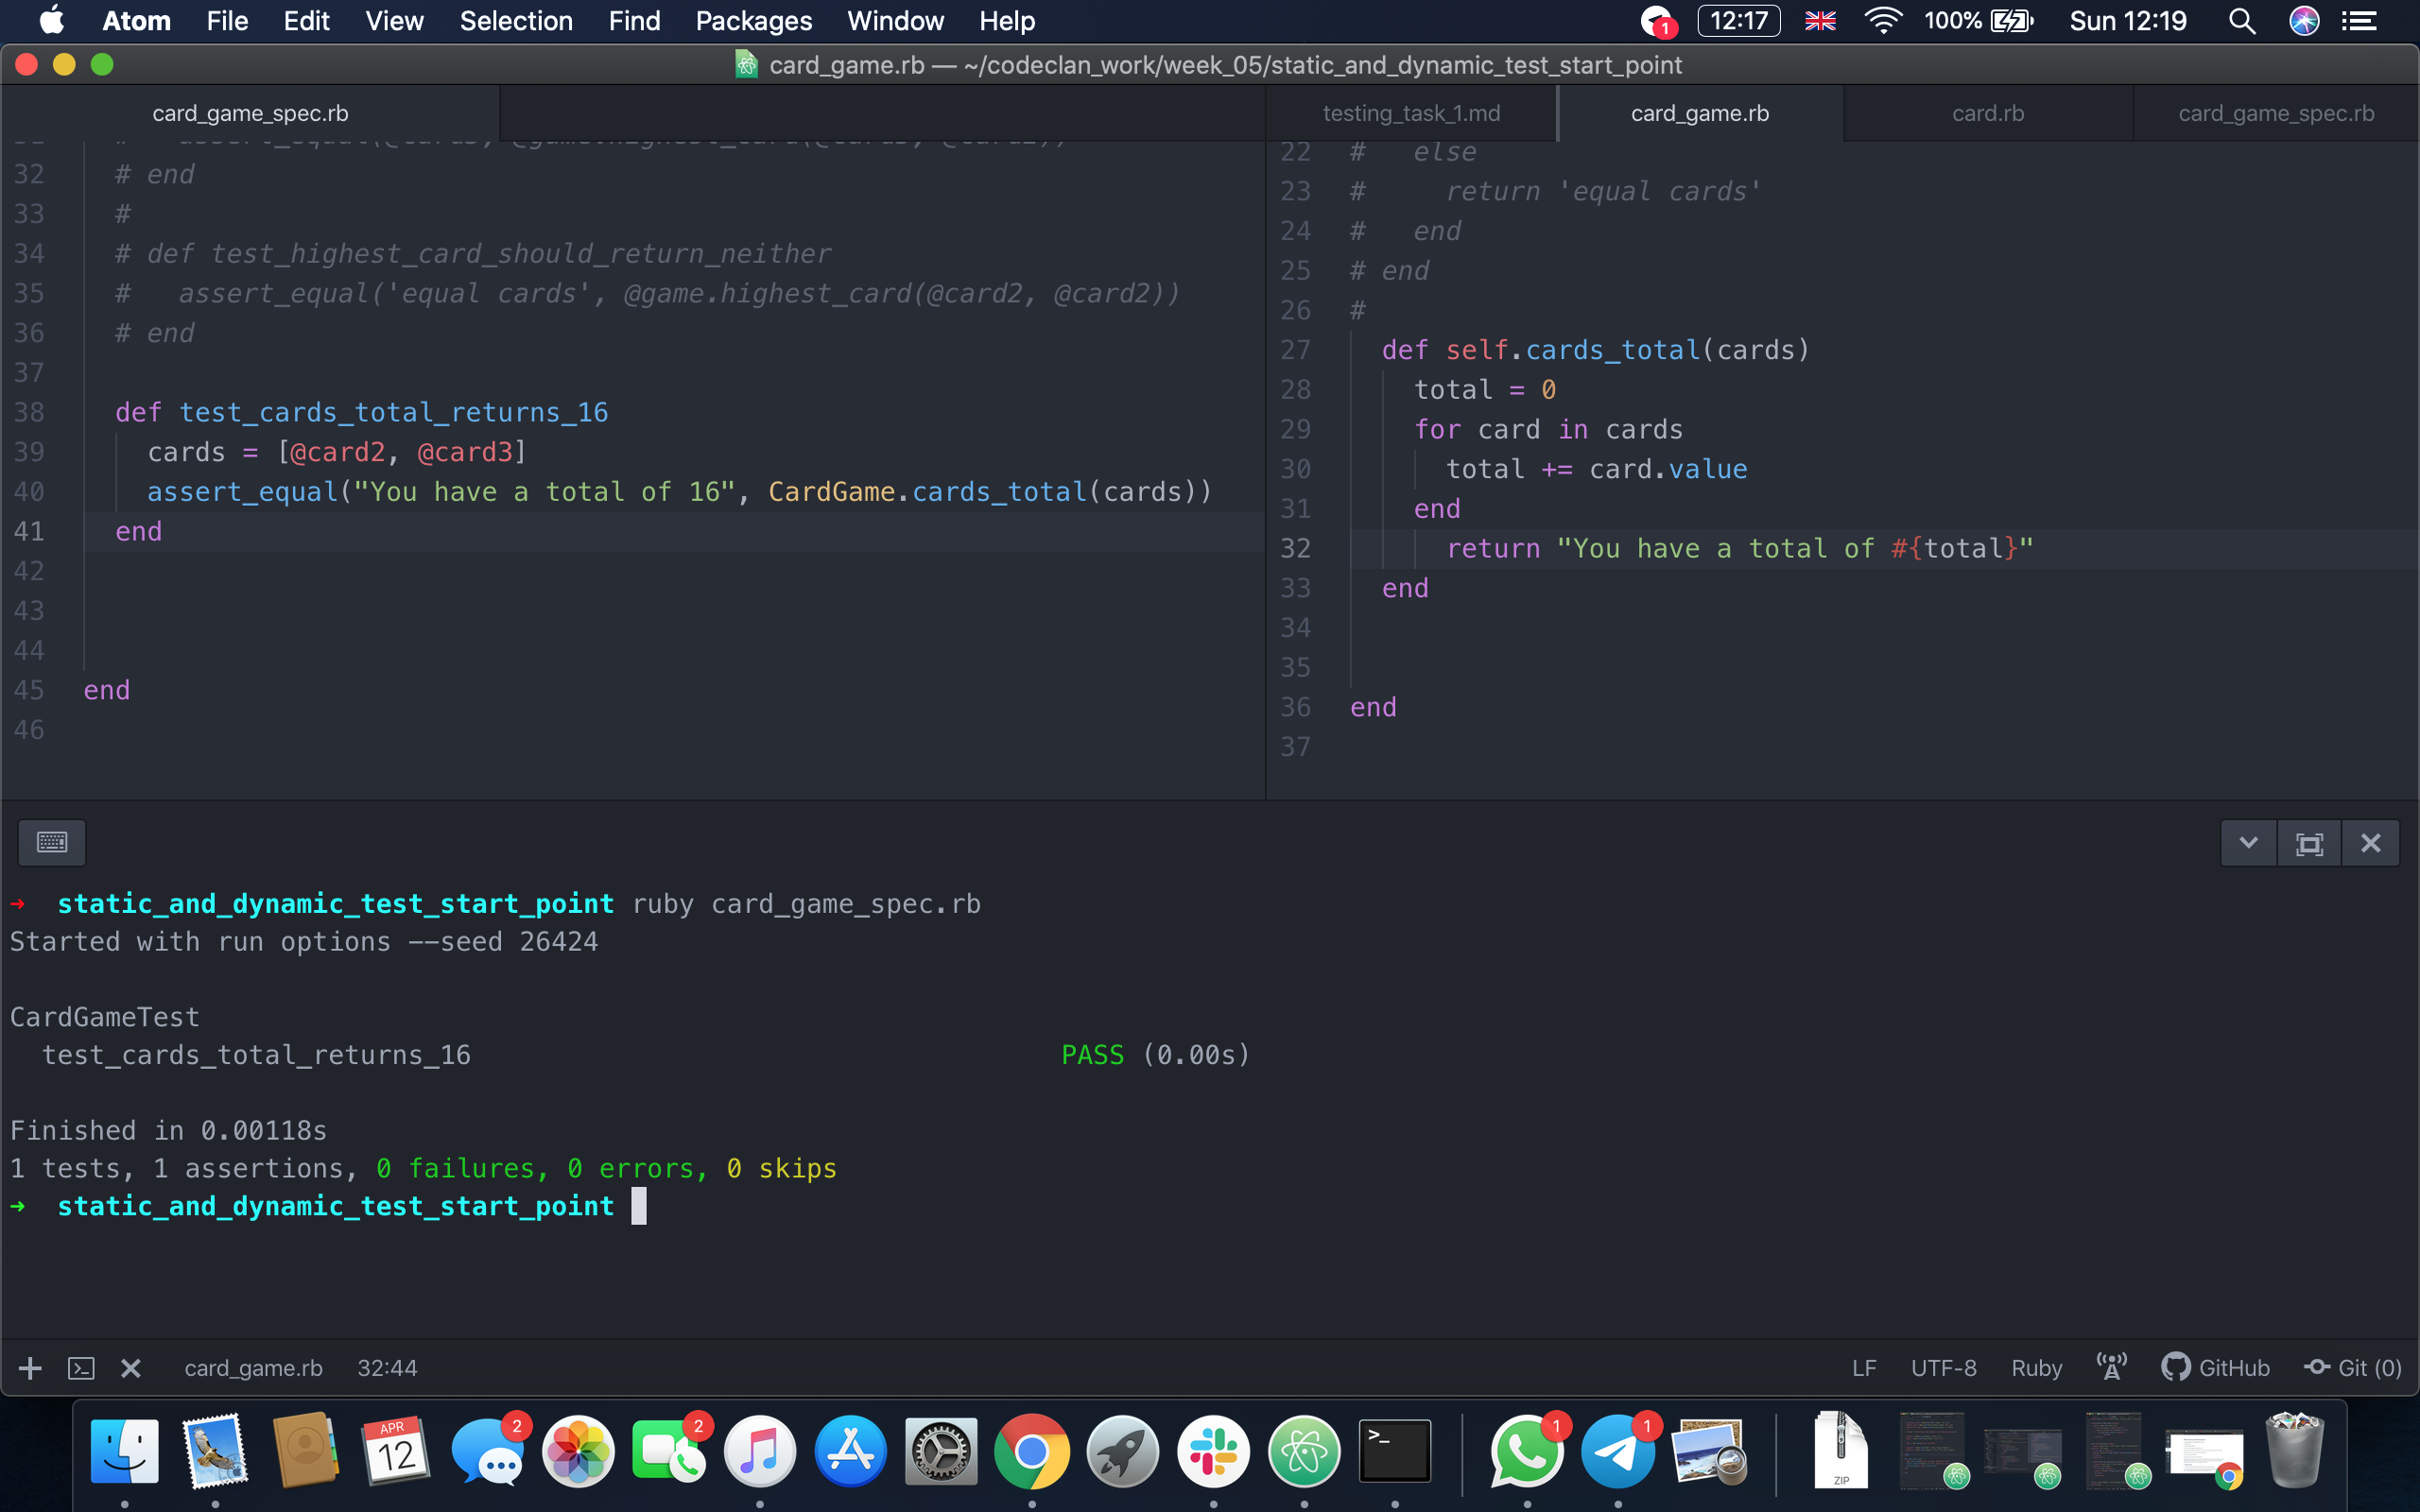 Atom File Edit View Selection Find Packages Window Help 1 12:17 100% Sun 12:19
card_game.rb — ~/codeclan_work/week_05/static_and_dynamic_test_start_point
card_game_spec.rb
32 # end
33 #
34 # def test_highest_card_should_return_neither
35 #   assert_equal('equal cards', @game.highest_card(@card2, @card2))
36 # end
37
38 def test_cards_total_returns_16
39   cards = [@card2, @card3]
40   assert_equal("You have a total of 16", CardGame.cards_total(cards))
41 end
42
43
44
45 end
46
testing_task_1.md card_game.rb card.rb card_game_spec.rb
22 #   else
23 #     return 'equal cards'
24 #   end
25 # end
26 #
27   def self.cards_total(cards)
28     total = 0
29     for card in cards
30       total += card.value
31     end
32       return "You have a total of #{total}"
33   end
34
35
36 end
37
→ static_and_dynamic_test_start_point ruby card_game_spec.rb
Started with run options --seed 26424
CardGameTest
  test_cards_total_returns_16 PASS (0.00s)
Finished in 0.00118s
1 tests, 1 assertions, 0 failures, 0 errors, 0 skips
→ static_and_dynamic_test_start_point
card_game.rb 32:44 LF UTF-8 Ruby GitHub Git (0)
APR
12
2
2
>_
1
1
ZIP